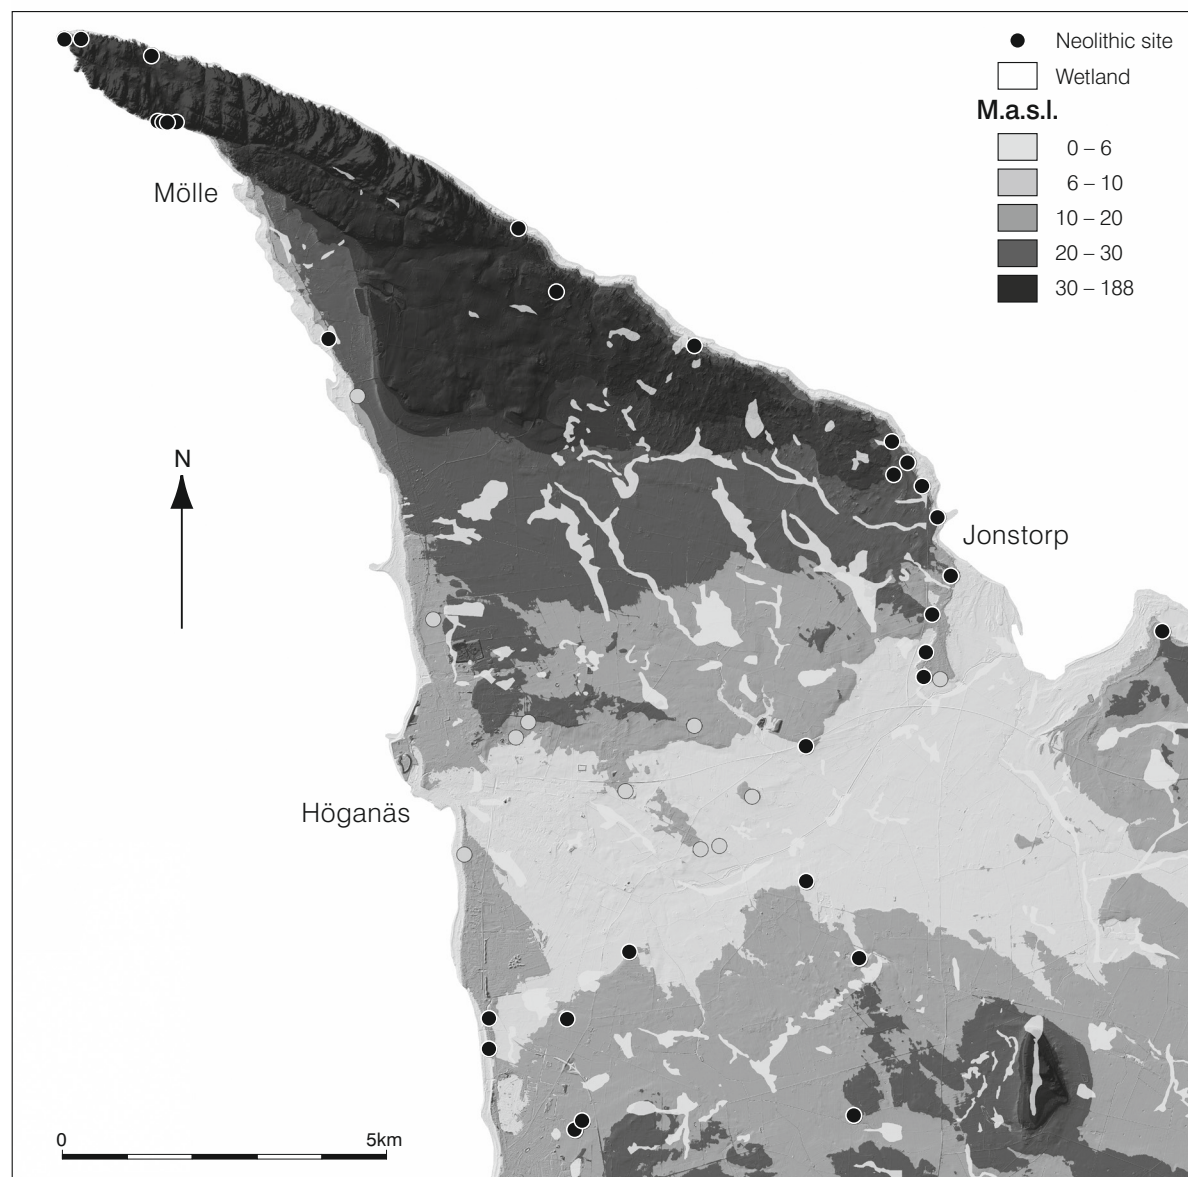 Neolithic site
Wetland
M.a.s.l.
0 – 6
6 – 10
10 – 20
20 – 30
30 – 188
Mölle
N
Jonstorp
Höganäs
0 5km